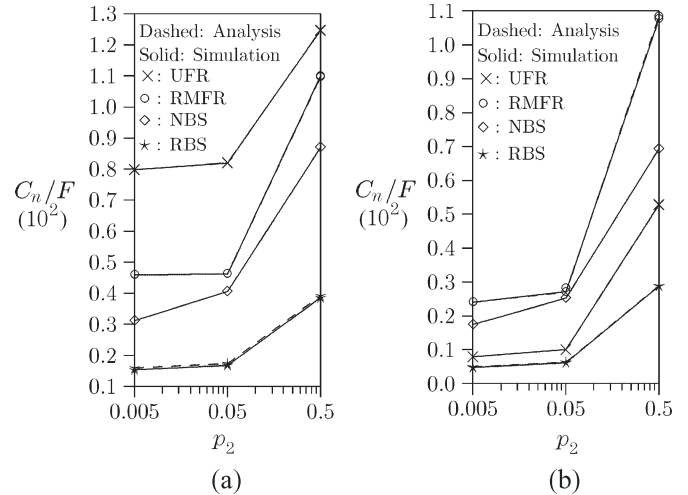 1.3
1.2
1.1
1.0
0.9
0.8
0.7
0.6
0.5
0.4
0.3
0.2
0.1
Dashed: Analysis
Solid: Simulation
: UFR
: RMFR
: NBS
: RBS
C_n/F
(10^2)
0.005 0.05 0.5
p_2
(a)
1.1
1.0
0.9
0.8
0.7
0.6
0.5
0.4
0.3
0.2
0.1
0.0
Dashed: Analysis
Solid: Simulation
: UFR
: RMFR
: NBS
: RBS
C_n/F
(10^2)
0.005 0.05 0.5
p_2
(b)